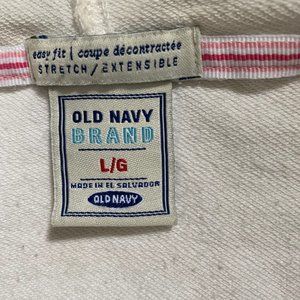 easy fit | coupe décontractée
STRETCH / EXTENSIBLE
OLD NAVY
BRAND
L/G
MADE IN EL SALVADOR
OLD NAVY